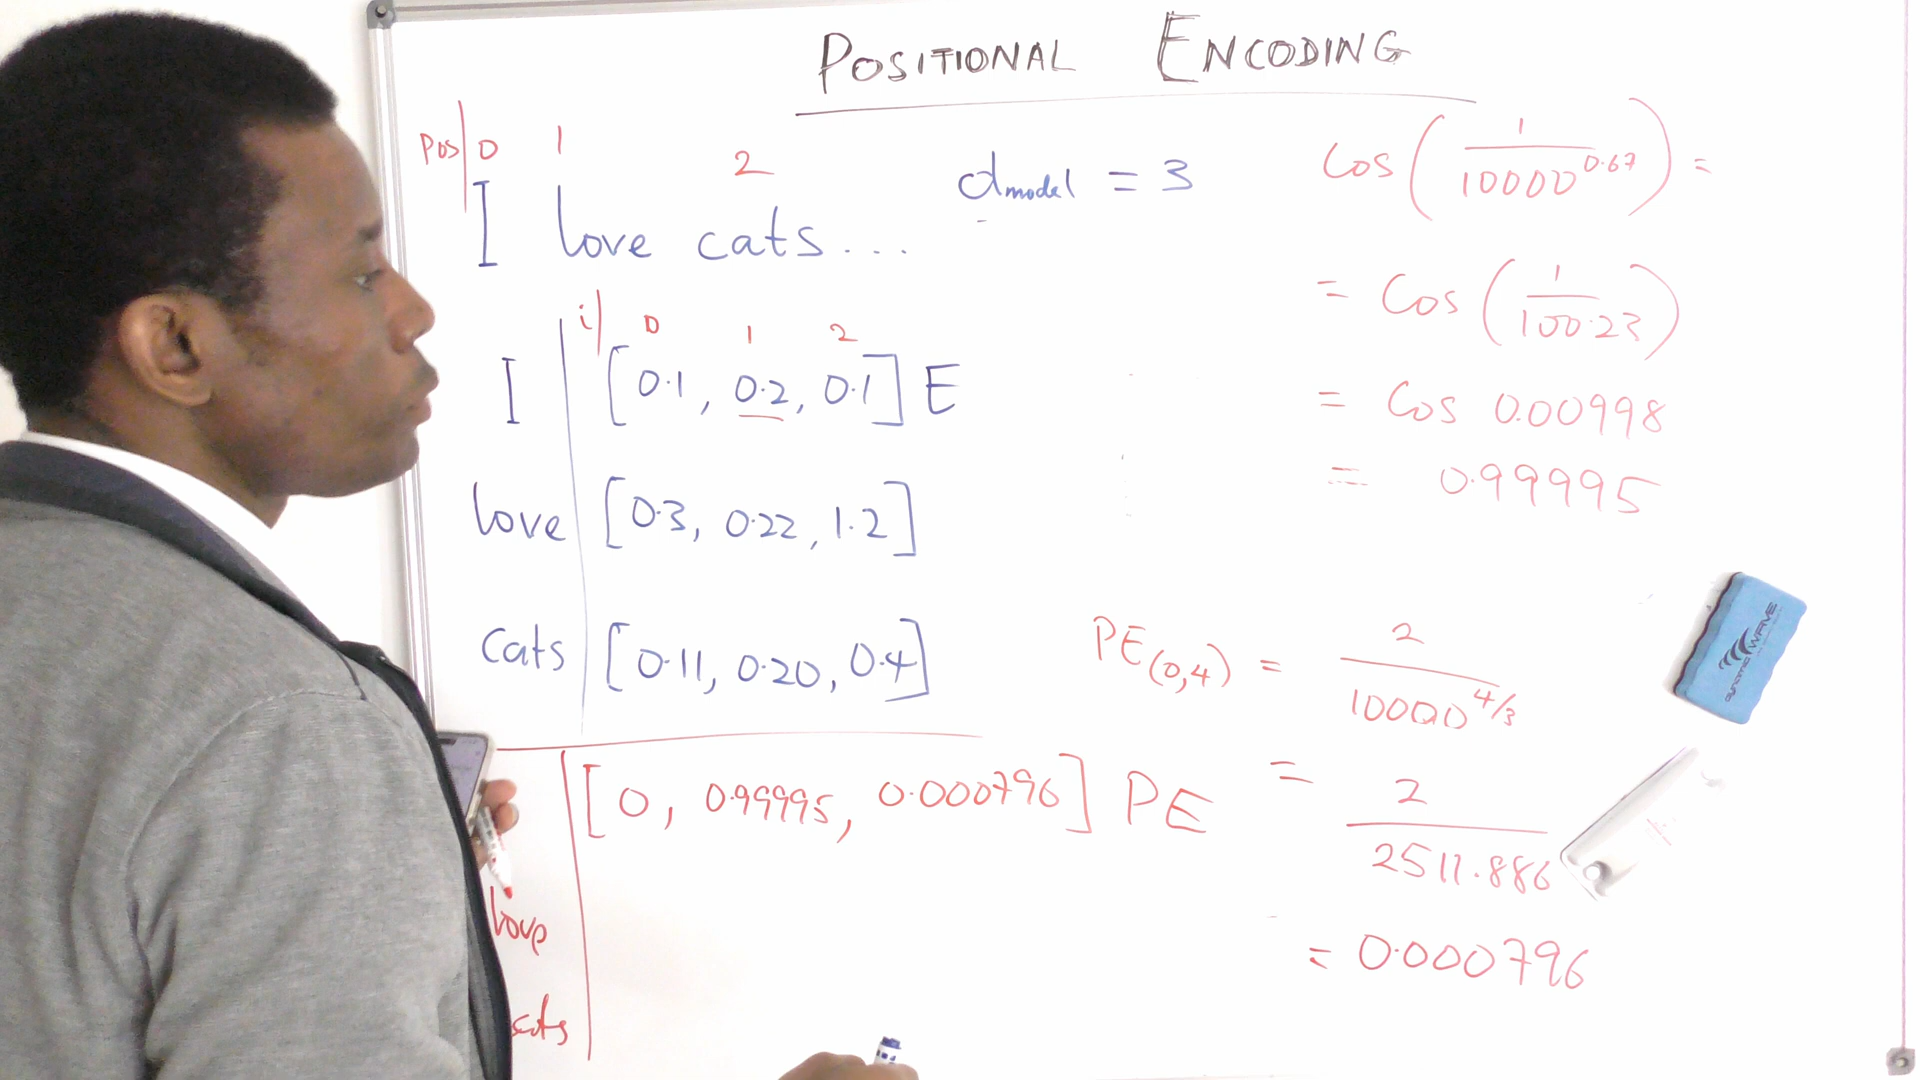 POSITIONAL ENCODING
Pos 0 1 2
I love cats...
dmodel = 3
i 0 1 2
I [0.1, 0.2, 0.1] E
love [0.3, 0.22, 1.2]
cats [0.11, 0.20, 0.4]
[0, 0.99995, 0.000796] PE
love
cats
cos(1/10000^0.67) =
= Cos(1/100.23)
= Cos 0.00998
= 0.99995
PE(0,4) = 2/10000^4/3
= 2/2511.886
= 0.000796
WAVE